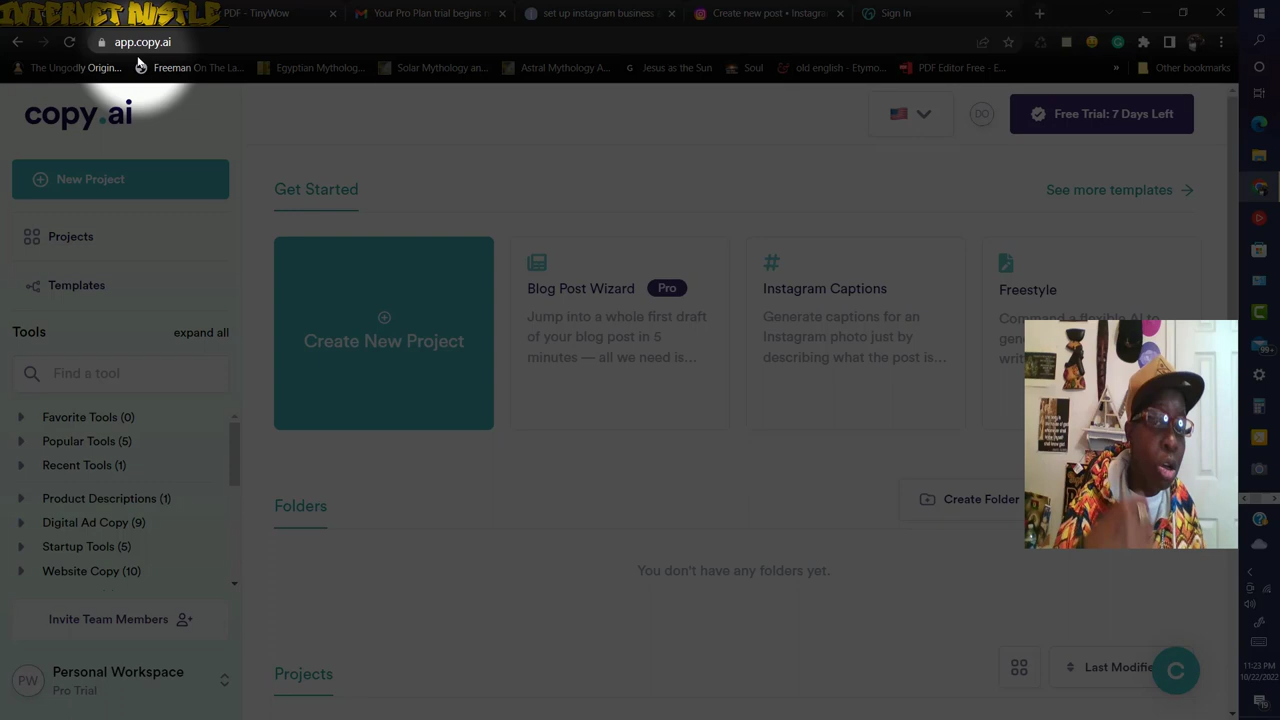 INTERNET HUSTLE
PDF - TinyWow
Your Pro Plan trial begins n
set up instagram business
Create new post • Instagra
Sign In
app.copy.ai
The Ungodly Origin...
Freeman On The La...
Egyptian Mytholog...
Solar Mythology an...
Astral Mythology A...
Jesus as the Sun
Soul
old english - Etymo...
PDF Editor Free - E...
»
Other bookmarks
copy.ai
Free Trial: 7 Days Left
DO
New Project
Projects
Templates
Tools
expand all
Find a tool
Favorite Tools (0)
Popular Tools (5)
Recent Tools (1)
Product Descriptions (1)
Digital Ad Copy (9)
Startup Tools (5)
Website Copy (10)
Invite Team Members
PW
Personal Workspace
Pro Trial
Get Started
See more templates
Create New Project
Blog Post Wizard
Pro
Jump into a whole first draft
of your blog post in 5
minutes — all we need is...
Instagram Captions
Generate captions for an
Instagram photo just by
describing what the post is...
Freestyle
Command a flexible AI to
Folders
Create Folder
You don't have any folders yet.
Projects
Last Modifie
C
99+
11:23 PM
10/22/2022
19